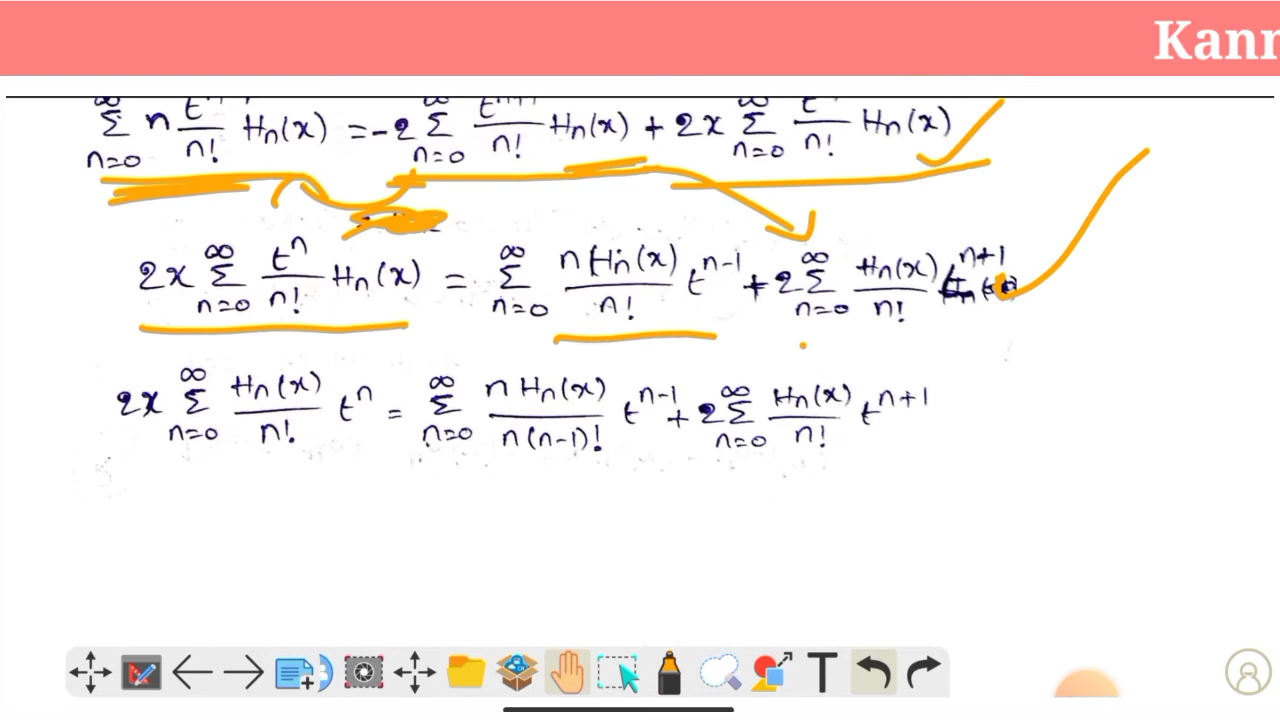 Kann
∞ ∑ n=0 n t^n-1 / n! Hn(x) = -2 ∞ ∑ n=0 t^n+1 / n! Hn(x) + 2x ∞ ∑ n=0 t / n! Hn(x)
2x ∞ ∑ n=0 t^n / n! Hn(x) = ∞ ∑ n=0 n Hn(x) / n! t^n-1 + 2 ∞ ∑ n=0 Hn(x) / n! t^n+1
2x ∞ ∑ n=0 Hn(x) / n! t^n = ∞ ∑ n=0 n Hn(x) / n(n-1)! t^n-1 + 2 ∞ ∑ n=0 Hn(x) / n! t^n+1
T